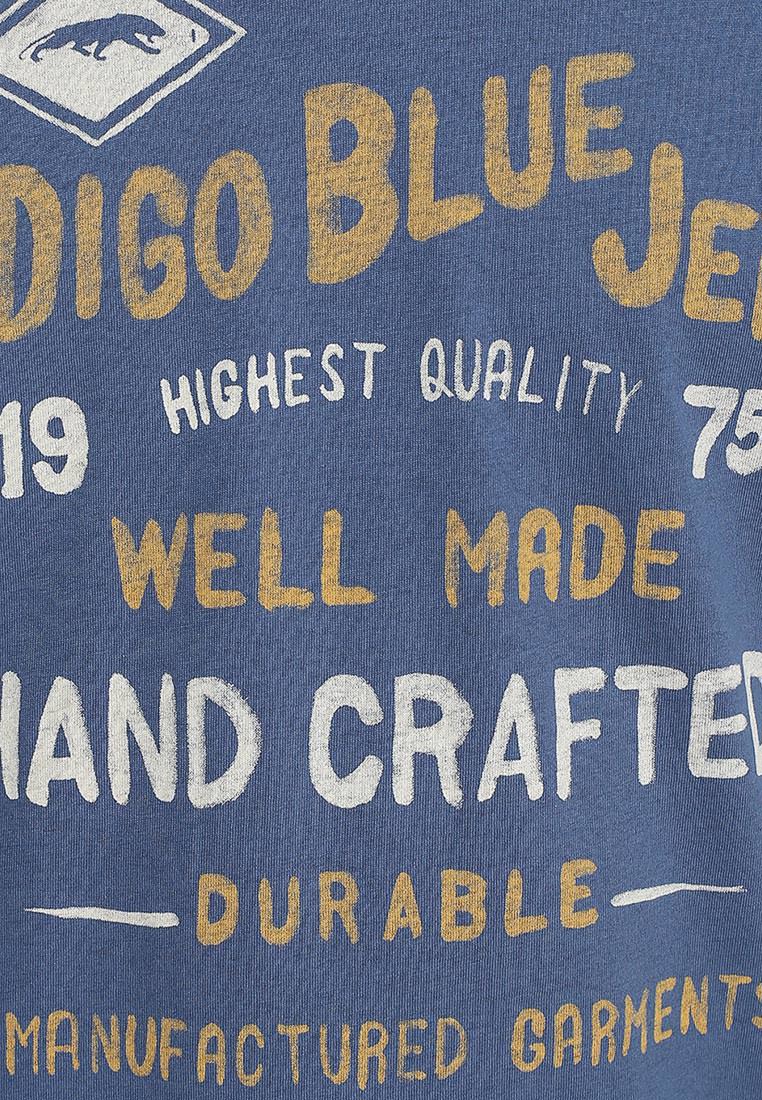 DIGO BLUE JE
HIGHEST QUALITY
19 75
WELL MADE
HAND CRAFTED
DURABLE
MANUFACTURED GARMENTS